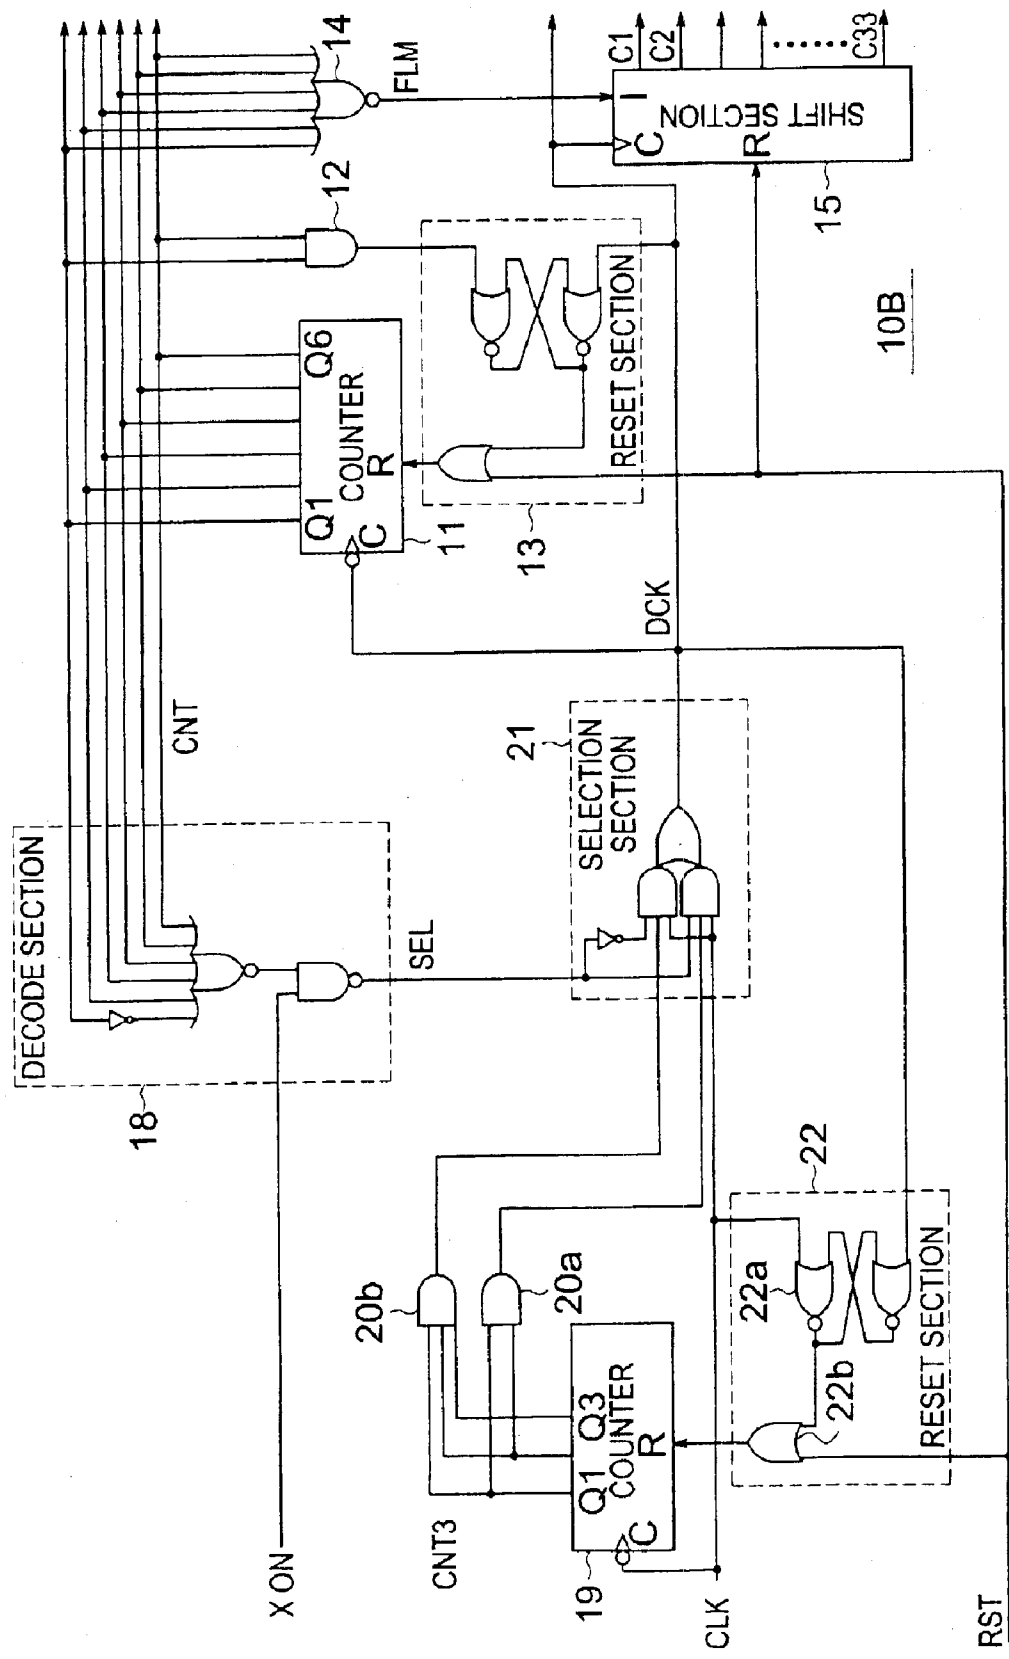 DECODE SECTION
18
X ON
CNT
SEL
14
FLM
12
Q1
Q6
COUNTER
R
C
11
RESET SECTION
13
C1
C2
C33
I
C
R
SHIFT SECTION
15
10B
DCK
SELECTION
SECTION
21
20b
20a
CNT3
Q1
Q3
COUNTER
R
C
19
CLK
22
22a
22b
RESET SECTION
RST